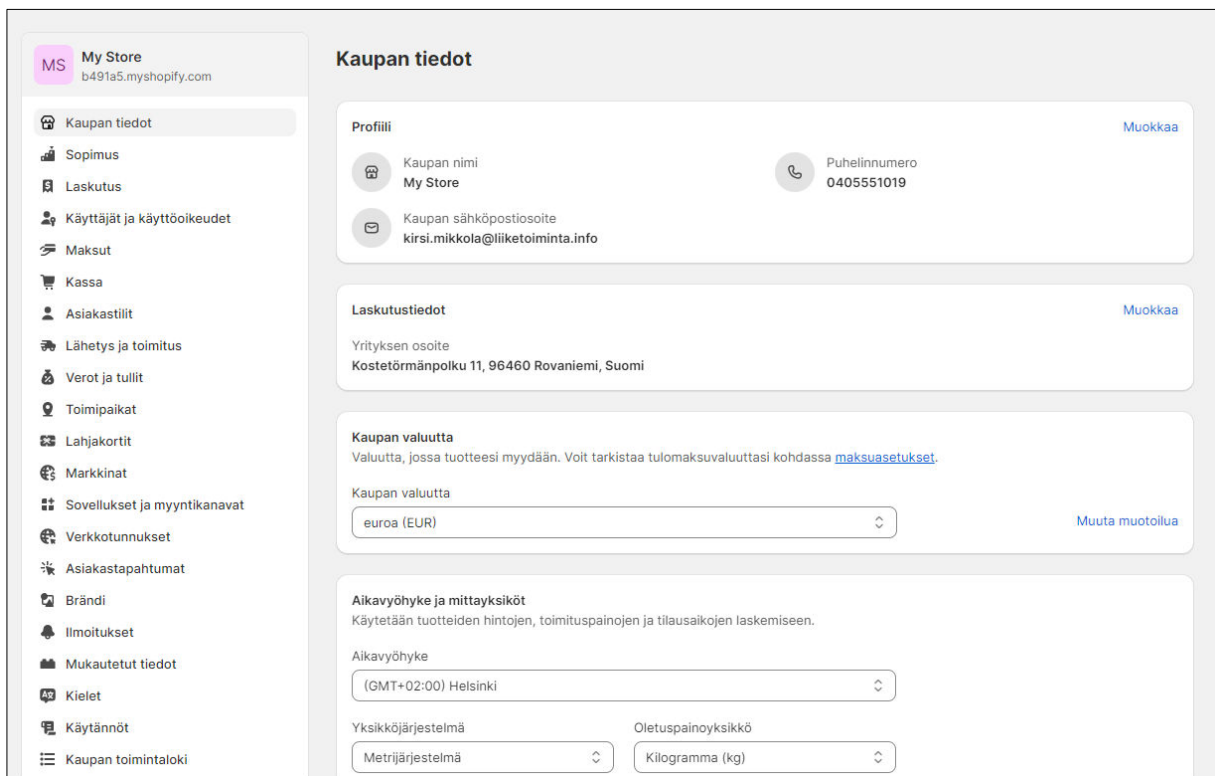 MS
My Store
b491a5.myshopify.com
Kaupan tiedot
Sopimus
Laskutus
Käyttäjät ja käyttöoikeudet
Maksut
Kassa
Asiakastilit
Lähetys ja toimitus
Verot ja tullit
Toimipaikat
Lahjakortit
Markkinat
Sovellukset ja myyntikanavat
Verkkotunnukset
Asiakastapahtumat
Brändi
Ilmoitukset
Mukautetut tiedot
Kielet
Käytännöt
Kaupan toimintaloki
Kaupan tiedot
Profiili
Muokkaa
Kaupan nimi
My Store
Puhelinnumero
0405551019
Kaupan sähköpostiosoite
kirsi.mikkola@liiketoiminta.info
Laskutustiedot
Muokkaa
Yrityksen osoite
Kostetörmänpolku 11, 96460 Rovaniemi, Suomi
Kaupan valuutta
Valuutta, jossa tuotteesi myydään. Voit tarkistaa tulomaksuvaluuttasi kohdassa maksuasetukset.
Kaupan valuutta
euroa (EUR)
Muuta muotoilua
Aikavyöhyke ja mittayksiköt
Käytetään tuotteiden hintojen, toimituspainojen ja tilausaikojen laskemiseen.
Aikavyöhyke
(GMT+02:00) Helsinki
Yksikköjärjestelmä
Oletuspainoyksikkö
Metrijärjestelmä
Kilogramma (kg)